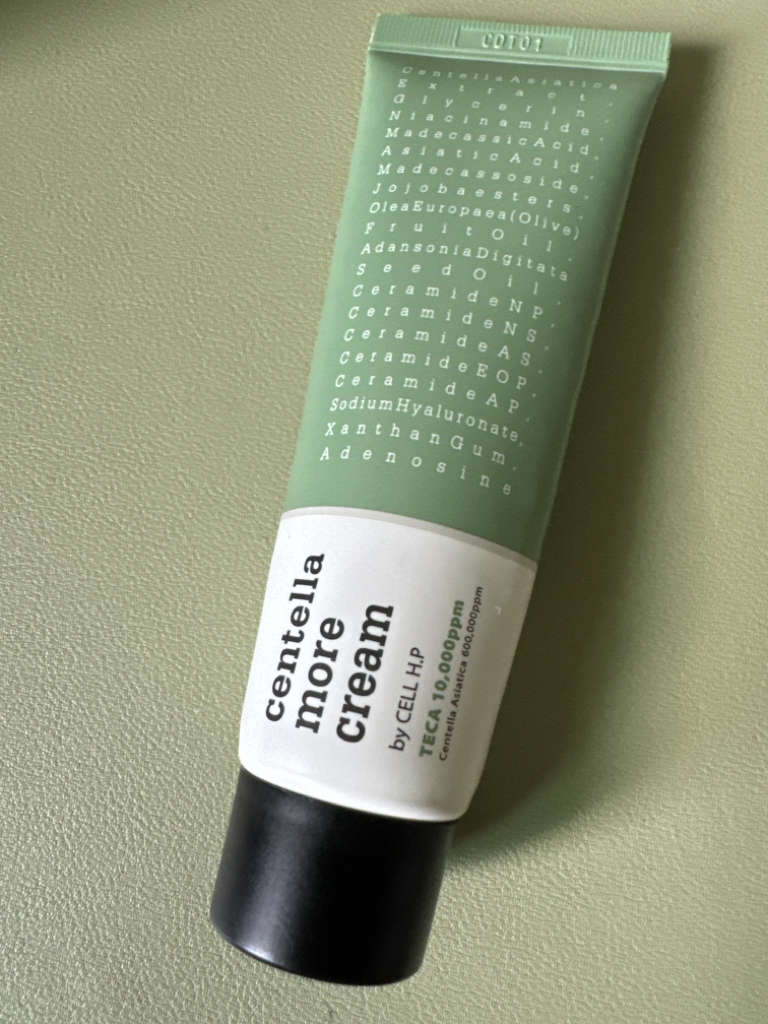 CDT01
CentellaAsiatica
Extract,
Glycerin,
Niacinamide,
MadecassicAcid,
AsiaticAcid,
Madecassoside,
Jojobaesters,
OleaEuropaea(Olive)
FruitOil,
AdansoniaDigitata
SeedOil,
CeramideNP,
CeramideNS,
CeramideAS,
CeramideEOP,
CeramideAP,
SodiumHyaluronate,
XanthanGum,
Adenosine
centella
more
cream
by CELL H.P
TECA 10,000ppm
Centella Asiatica 600,000ppm